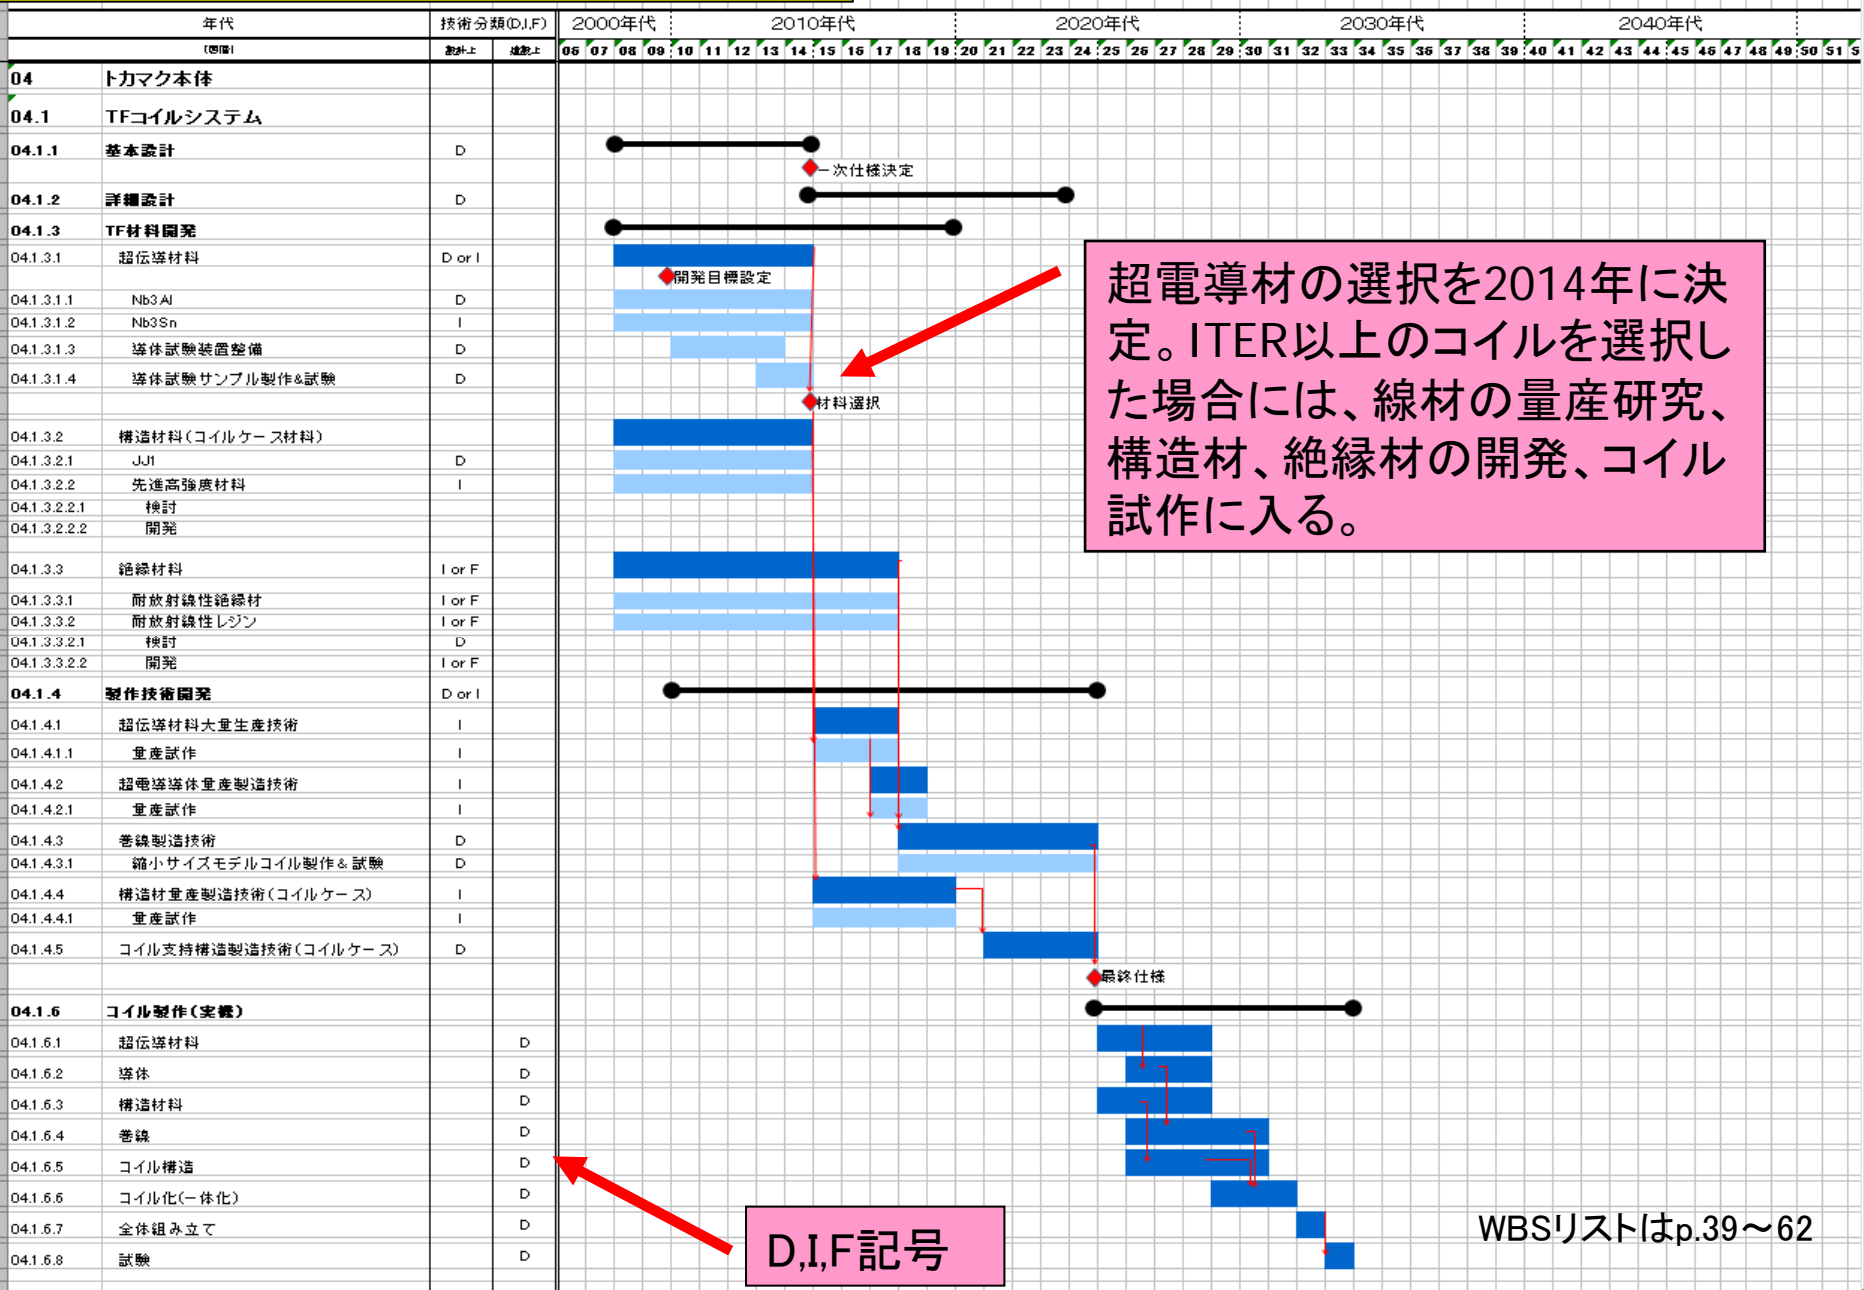 年代 技術分類(D,I,F) 2000年代 2010年代 2020年代 2030年代 2040年代
06 07 08 09 10 11 12 13 14 15 16 17 18 19 20 21 22 23 24 25 26 27 28 29 30 31 32 33 34 35 36 37 38 39 40 41 42 43 44 45 46 47 48 49 50 51 5
04 トカマク本体
04.1 TFコイルシステム
04.1.1 基本設計 D
一次仕様決定
04.1.2 詳細設計 D
04.1.3 TF材料開発
04.1.3.1 超伝導材料 D or I
開発目標設定
04.1.3.1.1 Nb3Al D
04.1.3.1.2 Nb3Sn I
04.1.3.1.3 導体試験装置整備 D
04.1.3.1.4 導体試験サンプル製作&試験 D
材料選択
04.1.3.2 構造材料(コイルケース材料)
04.1.3.2.1 JJ1 D
04.1.3.2.2 先進高強度材料 I
04.1.3.2.2.1 検討
04.1.3.2.2.2 開発
04.1.3.3 絶縁材料 I or F
04.1.3.3.1 耐放射線性絶縁材 I or F
04.1.3.3.2 耐放射線性レジン I or F
04.1.3.3.2.1 検討 D
04.1.3.3.2.2 開発 I or F
04.1.4 製作技術開発 D or I
04.1.4.1 超伝導材料大量生産技術 I
04.1.4.1.1 量産試作 I
04.1.4.2 超電導導体量産製造技術 I
04.1.4.2.1 量産試作 I
04.1.4.3 巻線製造技術 D
04.1.4.3.1 縮小サイズモデルコイル製作&試験 D
04.1.4.4 構造材量産製造技術(コイルケース) I
04.1.4.4.1 量産試作 I
04.1.4.5 コイル支持構造製造技術(コイルケース) D
最終仕様
04.1.6 コイル製作(実機)
04.1.6.1 超伝導材料 D
04.1.6.2 導体 D
04.1.6.3 構造材料 D
04.1.6.4 巻線 D
04.1.6.5 コイル構造 D
04.1.6.6 コイル化(一体化) D
04.1.6.7 全体組み立て D
04.1.6.8 試験 D
超電導材の選択を2014年に決
定。ITER以上のコイルを選択し
た場合には、線材の量産研究、
構造材、絶縁材の開発、コイル
試作に入る。
D,I,F記号
WBSリストはp.39～62